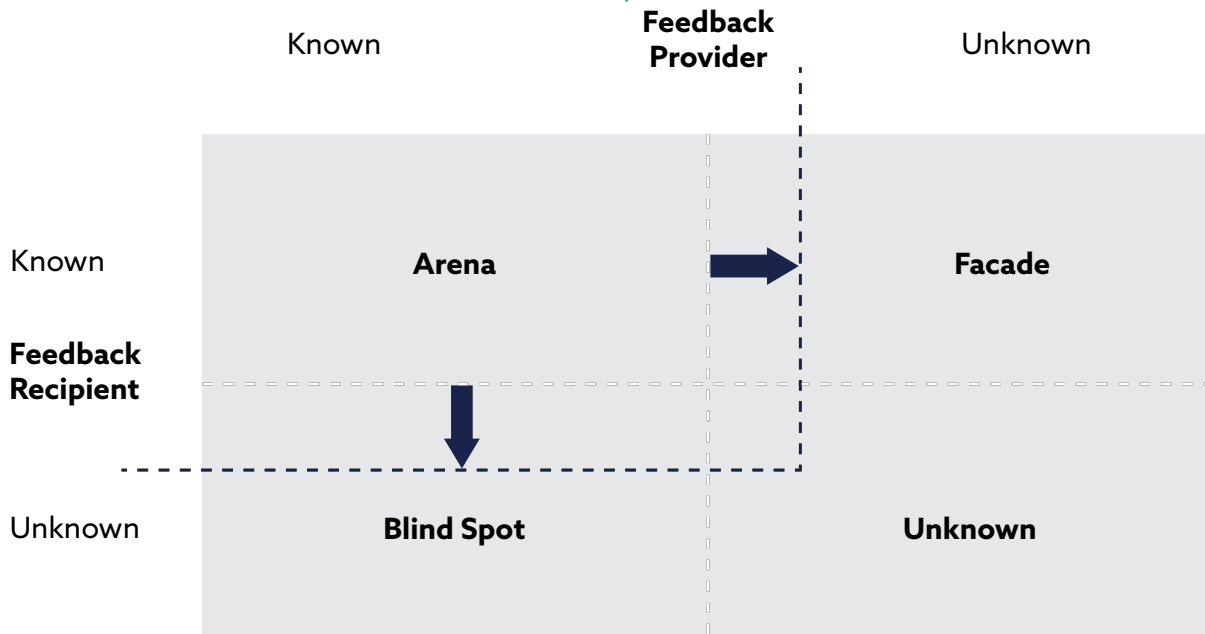 Known
Feedback
Provider
Unknown
Known
Arena
Facade
Feedback
Recipient
Unknown
Blind Spot
Unknown